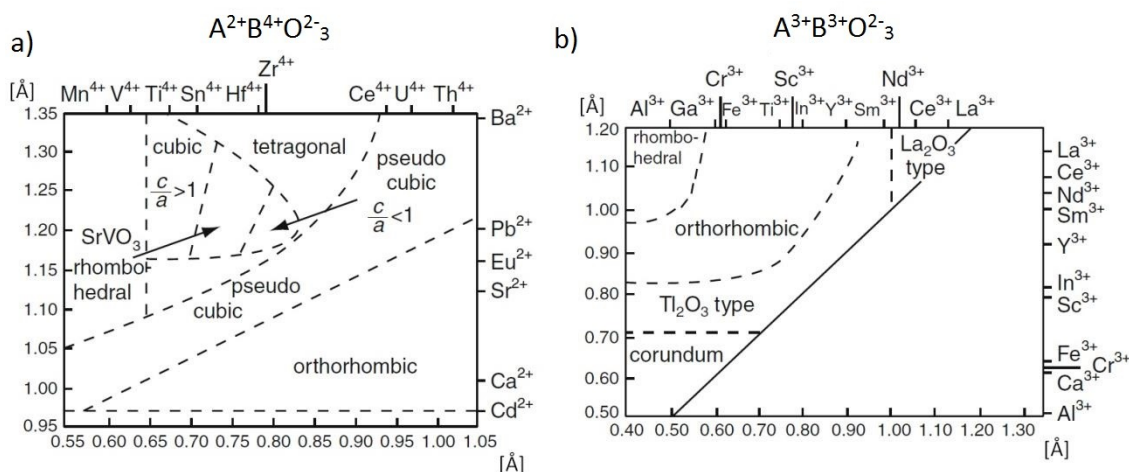 a)
A²⁺B⁴⁺O²⁻₃
Zr⁴⁺
[Å]
Mn⁴⁺ V⁴⁺ Ti⁴⁺ Sn⁴⁺ Hf⁴⁺ Ce⁴⁺ U⁴⁺ Th⁴⁺
1.35
1.30
1.25
1.20
1.15
1.10
1.05
1.00
0.95
cubic
tetragonal
pseudo
cubic
c/a >1
c/a <1
SrVO₃
rhombo-
hedral
pseudo
cubic
orthorhombic
Ba²⁺
Pb²⁺
Eu²⁺
Sr²⁺
Ca²⁺
Cd²⁺
0.55 0.60 0.65 0.70 0.75 0.80 0.85 0.90 0.95 1.00 1.05
[Å]
b)
A³⁺B³⁺O²⁻₃
Cr³⁺ Sc³⁺ Nd³⁺
[Å]
Al³⁺ Ga³⁺ Fe³⁺ Ti³⁺ In³⁺ Y³⁺ Sm³⁺ Ce³⁺ La³⁺
1.20
1.00
0.90
0.80
0.70
0.60
0.50
rhombo-
hedral
La₂O₃
type
orthorhombic
Tl₂O₃ type
corundum
La³⁺
Ce³⁺
Nd³⁺
Sm³⁺
Y³⁺
In³⁺
Sc³⁺
Fe³⁺
Cr³⁺
Ca³⁺
Al³⁺
0.40 0.50 0.60 0.70 0.80 0.90 1.00 1.10 1.20 1.30
[Å]